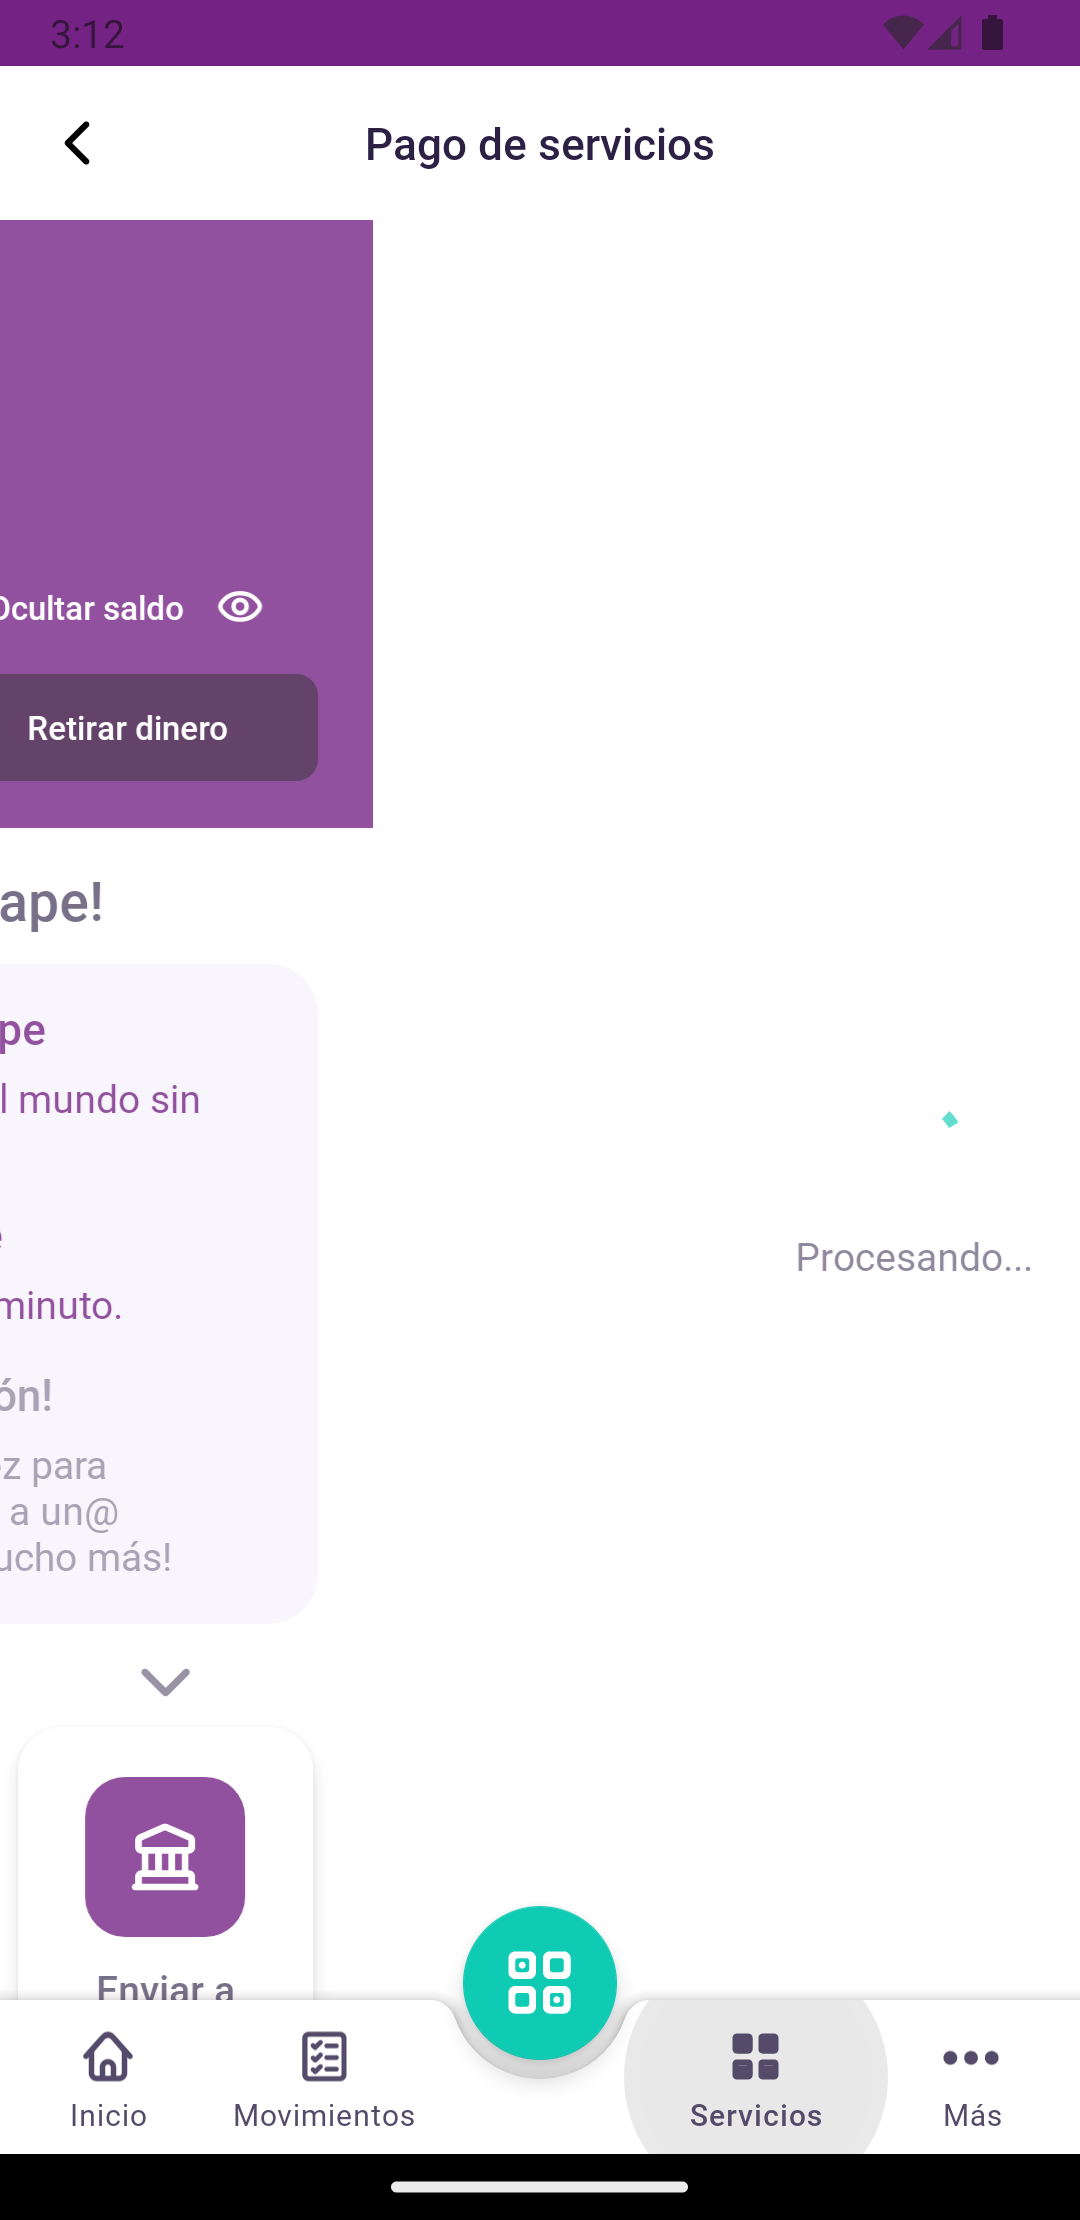 3:12
Pago de servicios
Ocultar saldo
Retirar dinero
ape!
pe
l mundo sin
e
minuto.
ón!
ez para
a un@
ucho más!
Procesando...
Enviar a
Inicio
Movimientos
Servicios
Más